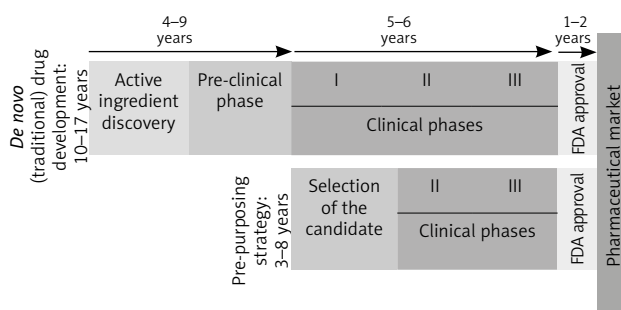 4–9
years
5–6
years
1–2
years
De novo
(traditional) drug
development:
10–17 years
Active
ingredient
discovery
Pre-clinical
phase
I
II
III
Clinical phases
FDA approval
Pharmaceutical market
Pre-purposing
strategy:
3–8 years
Selection
of the
candidate
II
III
Clinical phases
FDA approval